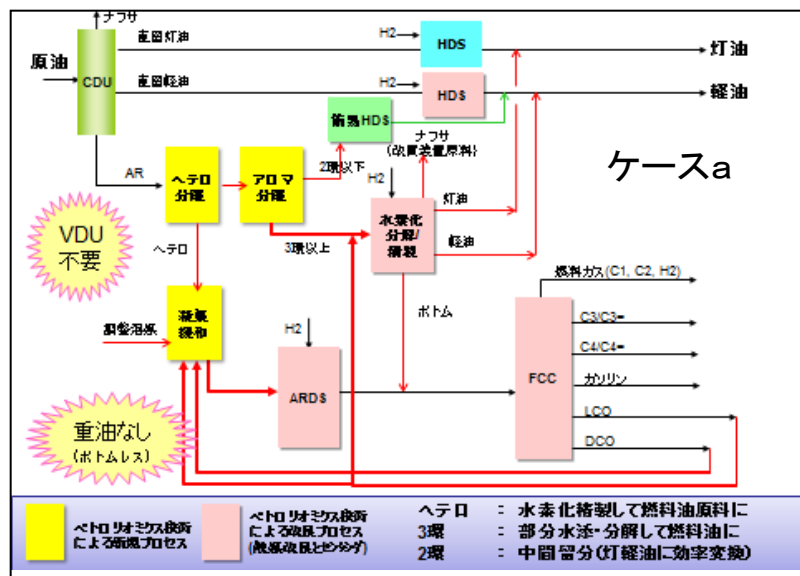 ナフサ
原油
CDU
直留灯油
直留軽油
H2
HDS
灯油
H2
HDS
軽油
簡易HDS
ナフサ
(改質装置原料)
ケースa
AR
ヘテロ
分離
アロマ
分離
2環以下
H2
水素化
分解/
精製
灯油
軽油
VDU
不要
ヘテロ
3環以上
ボトム
燃料ガス(C1, C2, H2)
調整溶媒
凝集
緩和
H2
ARDS
FCC
C3/C3=
C4/C4=
ガソリン
LCO
DCO
重油なし
(ボトムレス)
ペトロリオミクス技術
による新規プロセス
ペトロリオミクス技術
による改良プロセス
ヘテロ : 水素化精製して燃料油原料に
3環 : 部分水添・分解して燃料油に
2環 : 中間留分(灯軽油に効率変換)